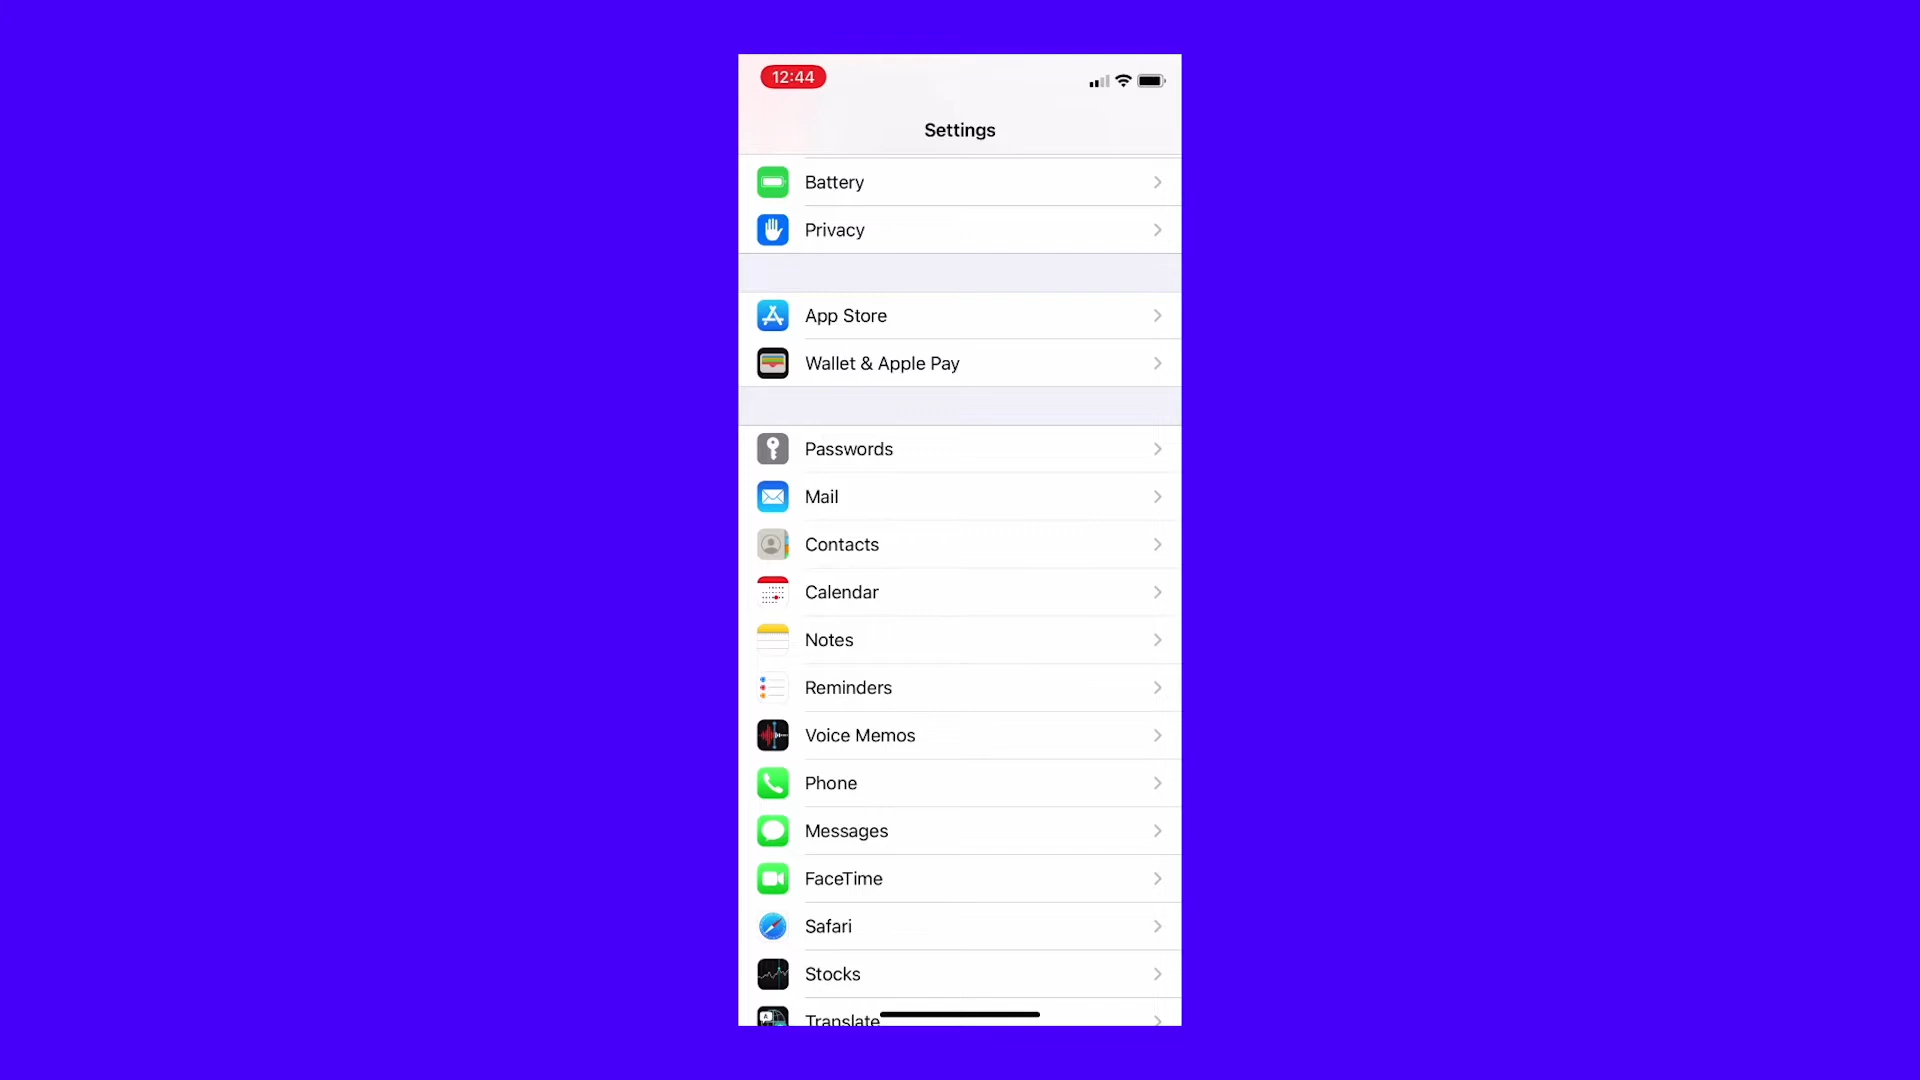 12:44
Settings
Battery
Privacy
App Store
Wallet & Apple Pay
Passwords
Mail
Contacts
Calendar
Notes
Reminders
Voice Memos
Phone
Messages
FaceTime
Safari
Stocks
Translate